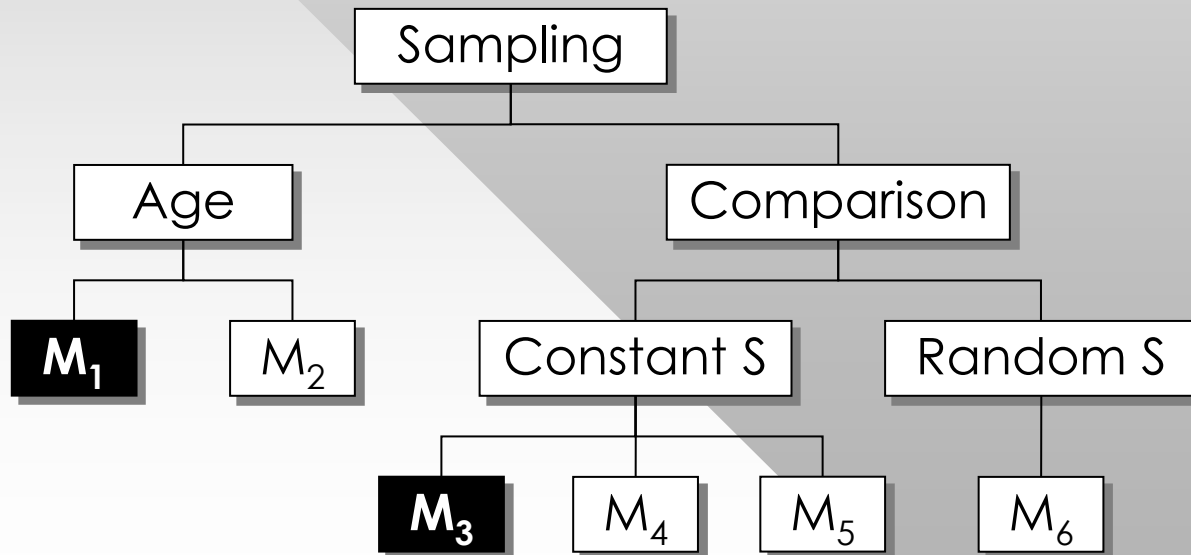 Sampling
Age
Comparison
M₁
M₂
Constant S
Random S
M₃
M₄
M₅
M₆